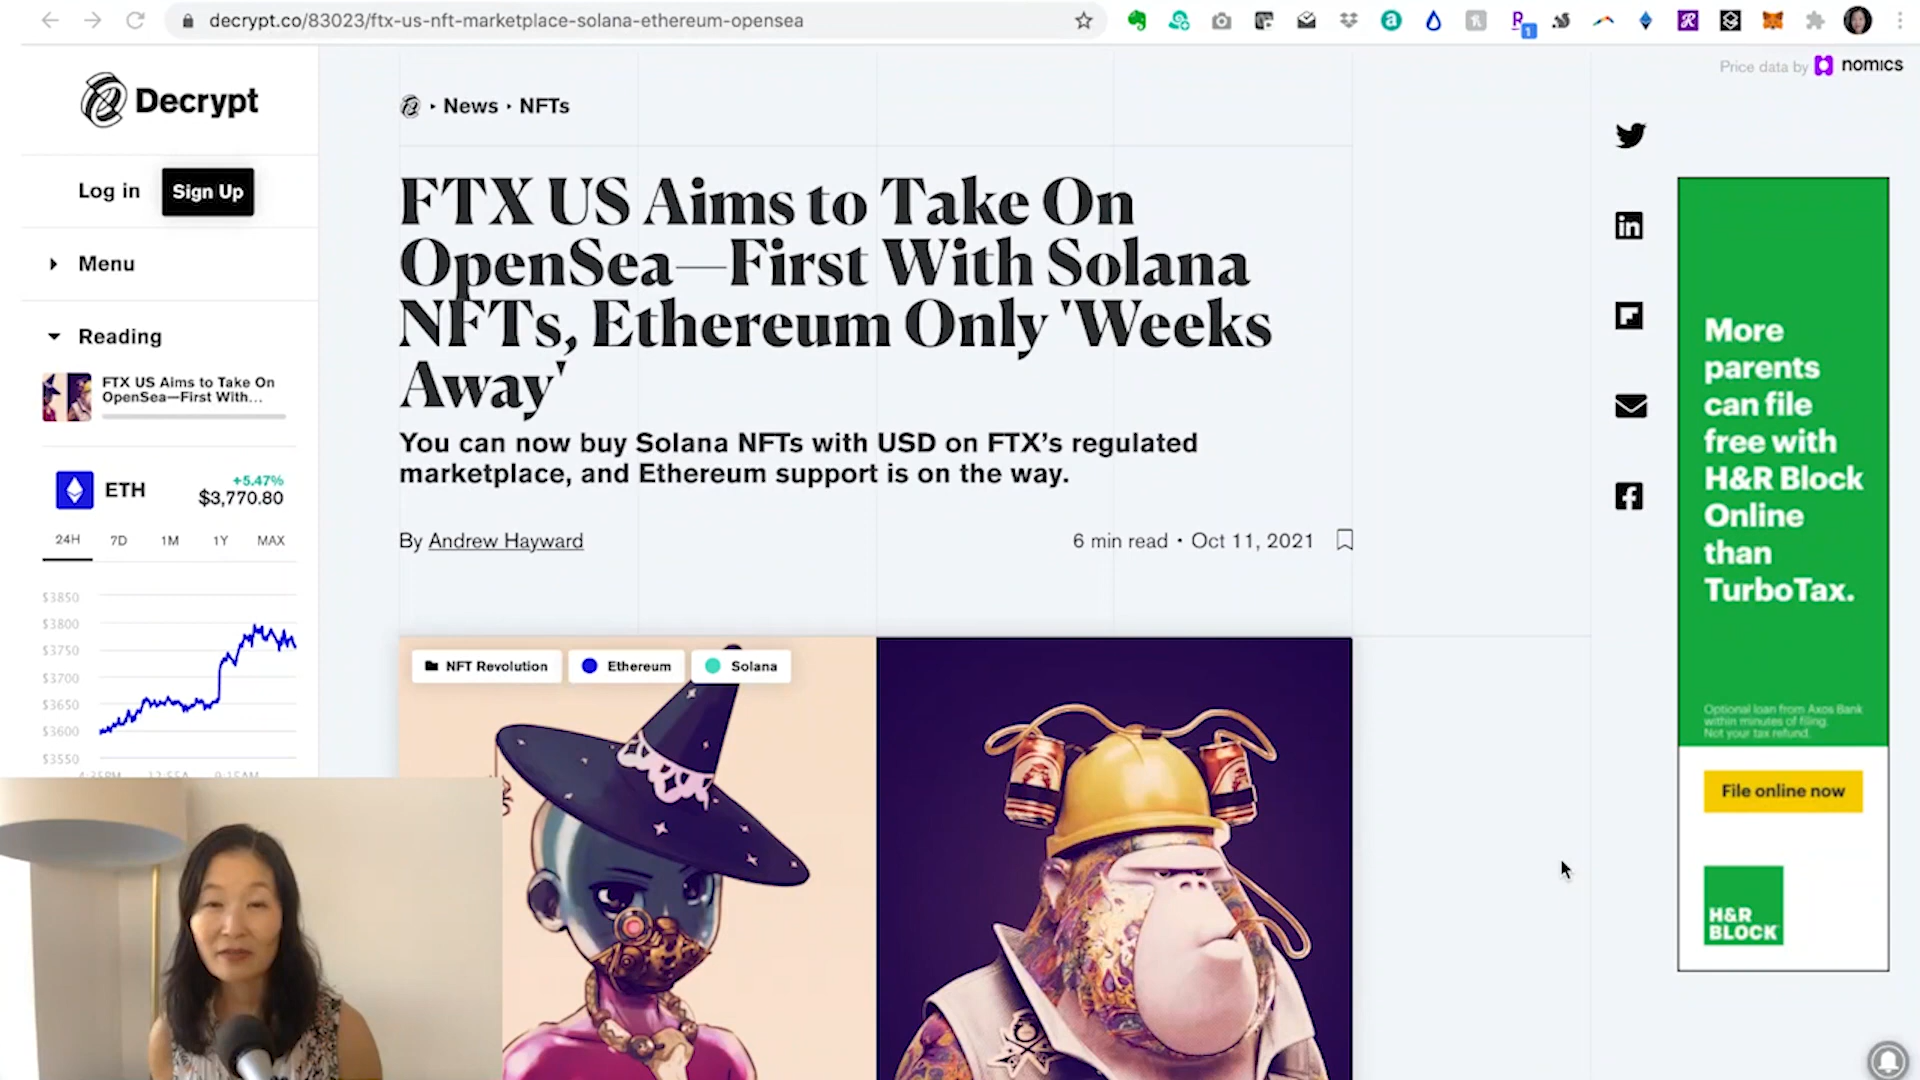 decrypt.co/83023/ftx-us-nft-marketplace-solana-ethereum-opensea
1
Price data by nomics
Decrypt
News
NFTs
Log in
Sign Up
Menu
Reading
FTX US Aims to Take On
OpenSea—First With...
ETH
+5.47%
$3,770.80
24H
7D
1M
1Y
MAX
$3850
$3800
$3750
$3700
$3650
$3600
$3550
FTX US Aims to Take On
OpenSea—First With Solana
NFTs, Ethereum Only 'Weeks
Away'
You can now buy Solana NFTs with USD on FTX's regulated
marketplace, and Ethereum support is on the way.
By Andrew Hayward
6 min read • Oct 11, 2021
NFT Revolution
Ethereum
Solana
More
parents
can file
free with
H&R Block
Online
than
TurboTax.
Optional loan from Axos Bank
within minutes of filing.
Not your tax refund.
File online now
H&R
BLOCK